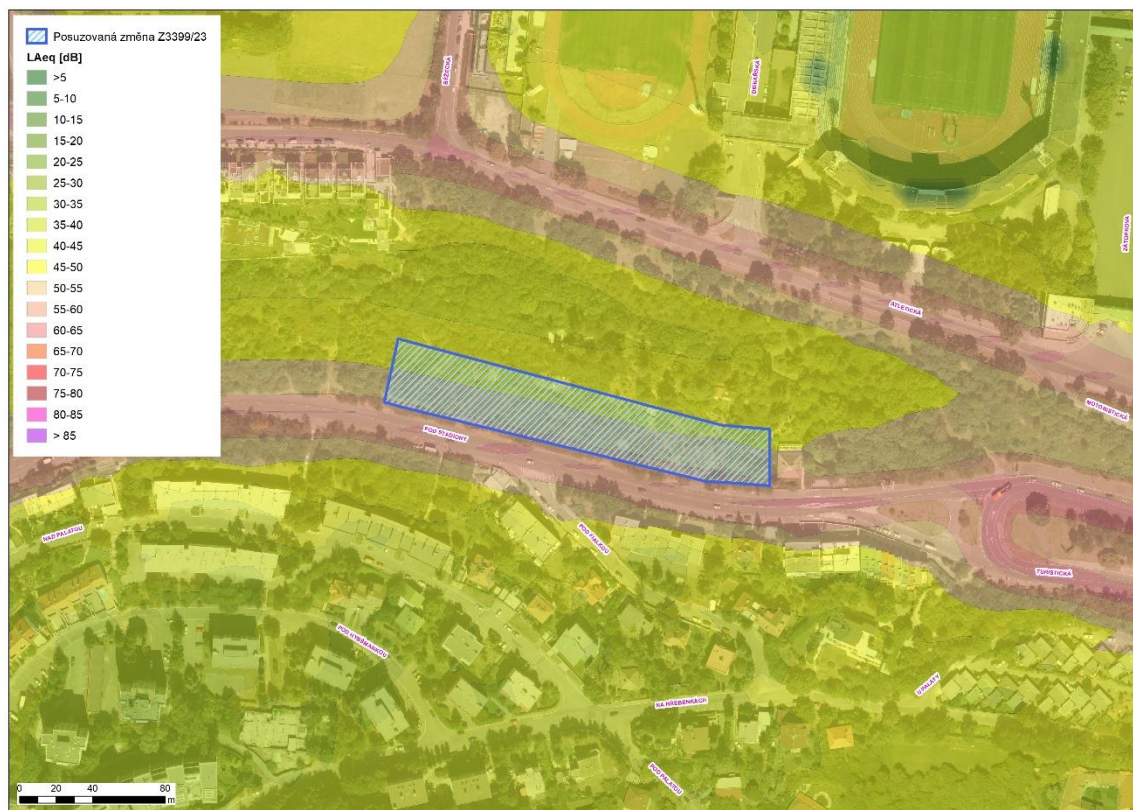 Posuzovaná změna Z3399/23
LAeq [dB]
>5
5-10
10-15
15-20
20-25
25-30
30-35
35-40
40-45
45-50
50-55
55-60
60-65
65-70
70-75
75-80
80-85
> 85
BĚŽECKÁ
DISKAŘSKÁ
ZÁTOPKOVA
ATLETICKÁ
MOTORISTICKÁ
POD STADIONY
TURISTICKÁ
NAD PALATOU
POD FIALKOU
POD HYBŠMANKOU
NA HŘEBENKÁCH
U PALATY
POD PALATOU
0 20 40 80
m